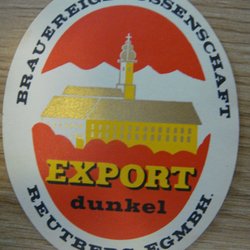 BRAUEREIGENOSSENSCHAFT
EXPORT
dunkel
REUTBERG EGMBH.